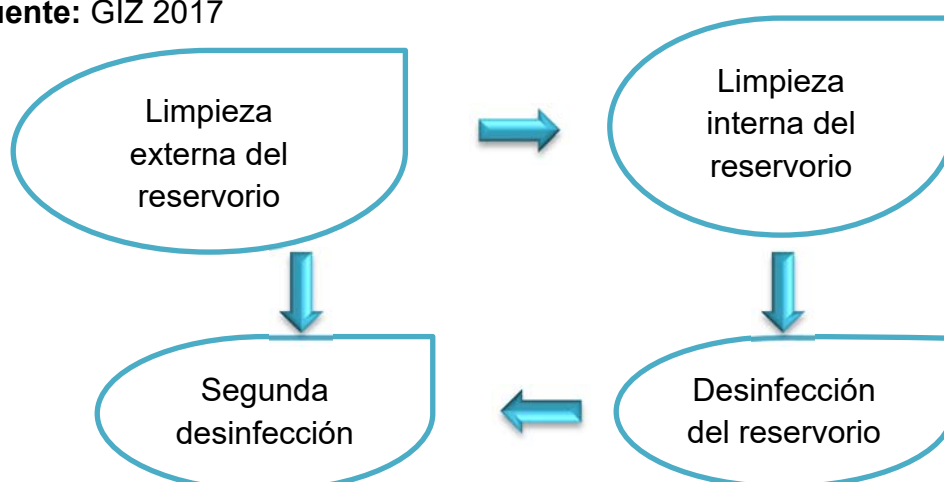 uente: GIZ 2017
Limpieza
externa del
reservorio
Limpieza
interna del
reservorio
Segunda
desinfección
Desinfección
del reservorio